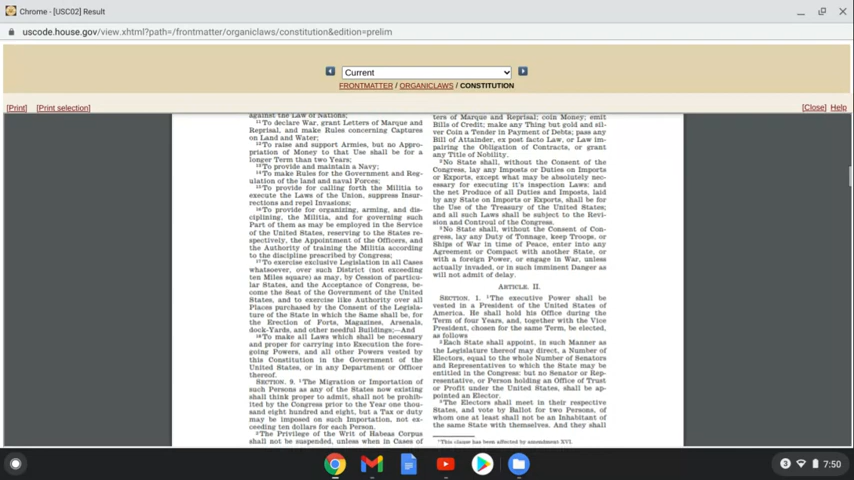 Chrome - [USC02] Result
uscode.house.gov/view.xhtml?path=/frontmatter/organiclaws/constitution&edition=prelim
Current
FRONTMATTER / ORGANICLAWS / CONSTITUTION
[Print] [Print selection]
[Close] Help
against the Law of Nations;
11 To declare War, grant Letters of Marque and
Reprisal, and make Rules concerning Captures
on Land and Water;
12 To raise and support Armies, but no Appro-
priation of Money to that Use shall be for a
longer Term than two Years;
13 To provide and maintain a Navy;
14 To make Rules for the Government and Reg-
ulation of the land and naval Forces;
15 To provide for calling forth the Militia to
execute the Laws of the Union, suppress Insur-
rections and repel Invasions;
16 To provide for organizing, arming, and dis-
ciplining, the Militia, and for governing such
Part of them as may be employed in the Service
of the United States, reserving to the States re-
spectively, the Appointment of the Officers, and
the Authority of training the Militia according
to the discipline prescribed by Congress;
17 To exercise exclusive Legislation in all Cases
whatsoever, over such District (not exceeding
ten Miles square) as may, by Cession of particu-
lar States, and the Acceptance of Congress, be-
come the Seat of the Government of the United
States, and to exercise like Authority over all
Places purchased by the Consent of the Legisla-
ture of the State in which the Same shall be, for
the Erection of Forts, Magazines, Arsenals,
dock-Yards, and other needful Buildings;—And
18 To make all Laws which shall be necessary
and proper for carrying into Execution the fore-
going Powers, and all other Powers vested by
this Constitution in the Government of the
United States, or in any Department or Officer
thereof.
SECTION. 9. 1 The Migration or Importation of
such Persons as any of the States now existing
shall think proper to admit, shall not be prohib-
ited by the Congress prior to the Year one thou-
sand eight hundred and eight, but a Tax or duty
may be imposed on such Importation, not ex-
ceeding ten dollars for each Person.
2 The Privilege of the Writ of Habeas Corpus
shall not be suspended, unless when in Cases of
ters of Marque and Reprisal; coin Money; emit
Bills of Credit; make any Thing but gold and sil-
ver Coin a Tender in Payment of Debts; pass any
Bill of Attainder, ex post facto Law, or Law im-
pairing the Obligation of Contracts, or grant
any Title of Nobility.
2 No State shall, without the Consent of the
Congress, lay any Imposts or Duties on Imports
or Exports, except what may be absolutely nec-
essary for executing it's inspection Laws: and
the net Produce of all Duties and Imposts, laid
by any State on Imports or Exports, shall be for
the Use of the Treasury of the United States;
and all such Laws shall be subject to the Revi-
sion and Controul of the Congress.
3 No State shall, without the Consent of Con-
gress, lay any Duty of Tonnage, keep Troops, or
Ships of War in time of Peace, enter into any
Agreement or Compact with another State, or
with a foreign Power, or engage in War, unless
actually invaded, or in such imminent Danger as
will not admit of delay.
ARTICLE. II.
SECTION. 1. 1 The executive Power shall be
vested in a President of the United States of
America. He shall hold his Office during the
Term of four Years, and, together with the Vice
President, chosen for the same Term, be elected,
as follows
2 Each State shall appoint, in such Manner as
the Legislature thereof may direct, a Number of
Electors, equal to the whole Number of Senators
and Representatives to which the State may be
entitled in the Congress: but no Senator or Rep-
resentative, or Person holding an Office of Trust
or Profit under the United States, shall be ap-
pointed an Elector.
3 The Electors shall meet in their respective
States, and vote by Ballot for two Persons, of
whom one at least shall not be an Inhabitant of
the same State with themselves. And they shall
1 This clause has been affected by amendment XVI.
3 7:50